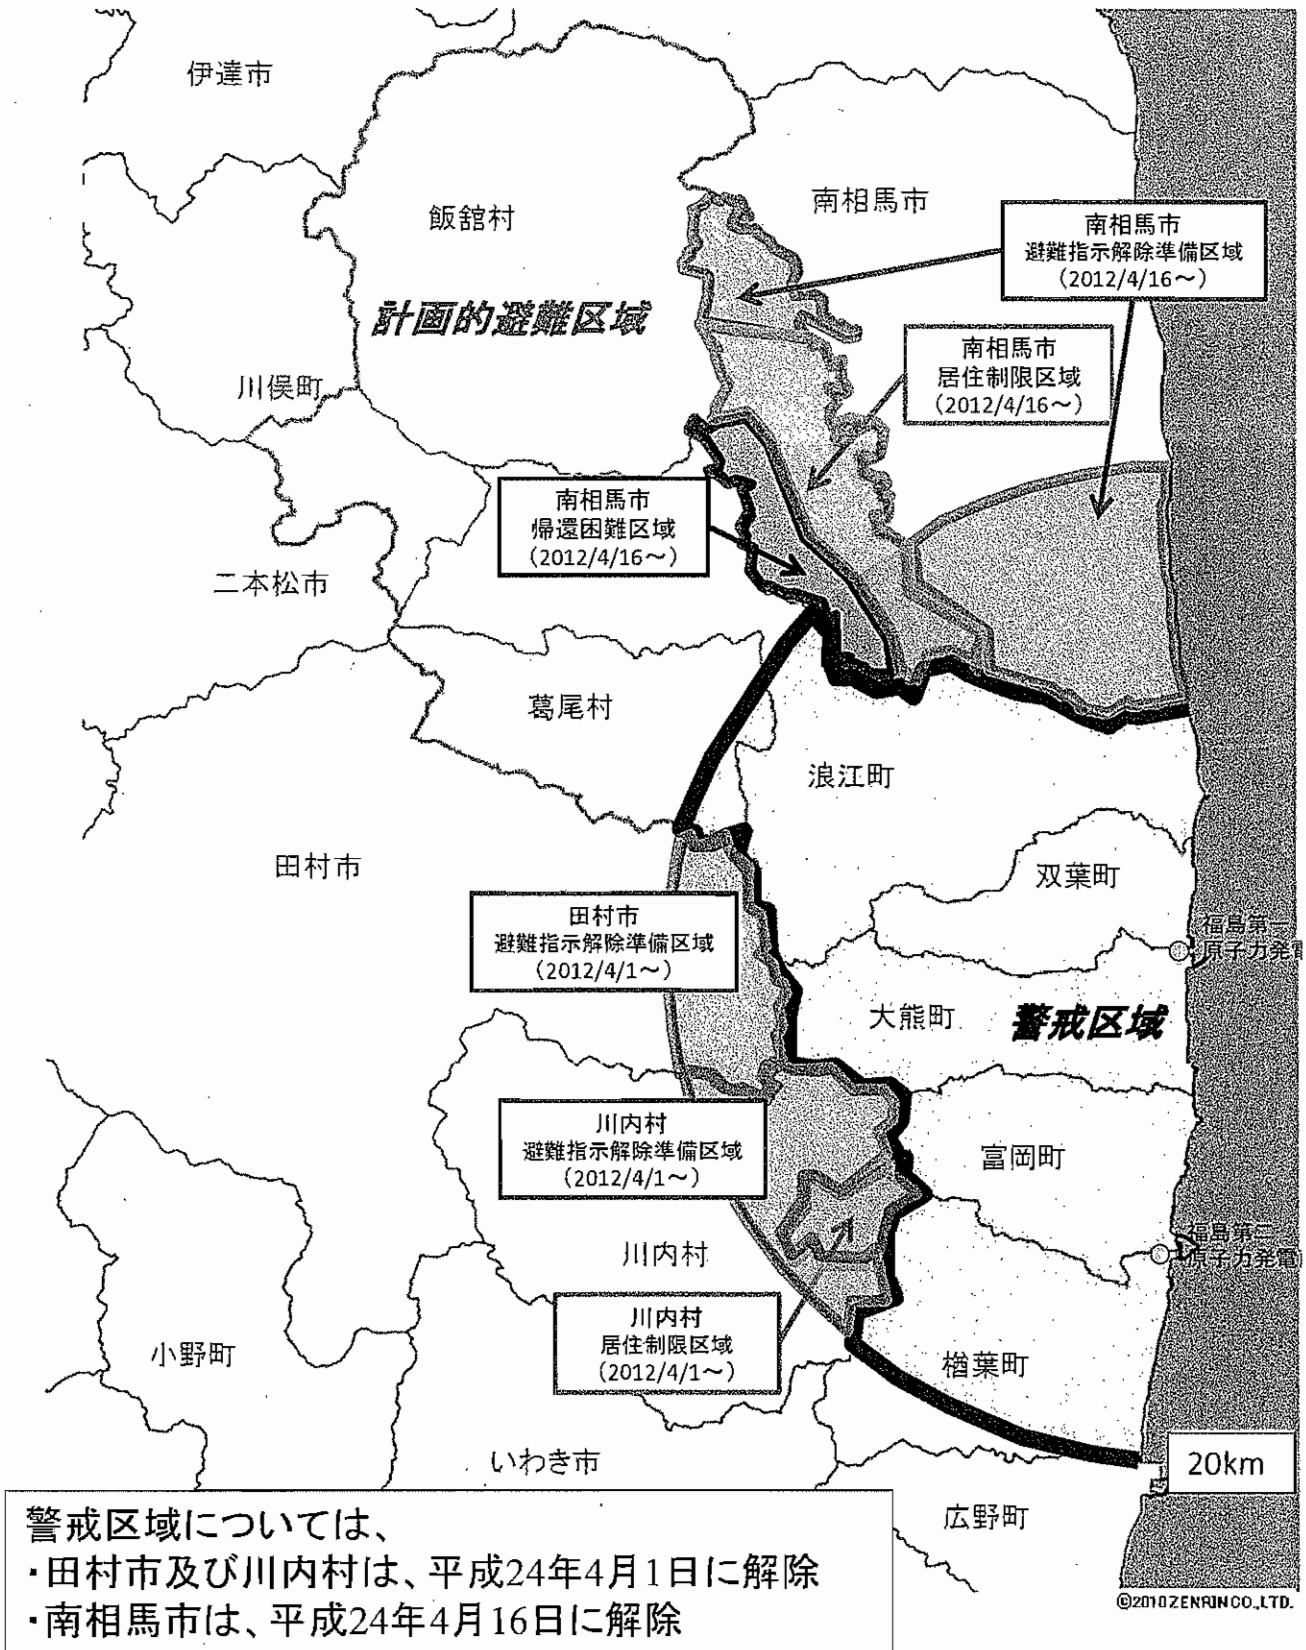 伊達市
飯舘村
南相馬市
南相馬市
避難指示解除準備区域
(2012/4/16～)
計画的避難区域
南相馬市
居住制限区域
(2012/4/16～)
川俣町
南相馬市
帰還困難区域
(2012/4/16～)
二本松市
葛尾村
浪江町
田村市
双葉町
田村市
避難指示解除準備区域
(2012/4/1～)
福島第一
原子力発電
大熊町
警戒区域
川内村
避難指示解除準備区域
(2012/4/1～)
富岡町
川内村
福島第二
原子力発電
川内村
居住制限区域
(2012/4/1～)
小野町
楢葉町
いわき市
20km
広野町
警戒区域については、
・田村市及び川内村は、平成24年4月1日に解除
・南相馬市は、平成24年4月16日に解除
©2010ZENRIN CO.,LTD.